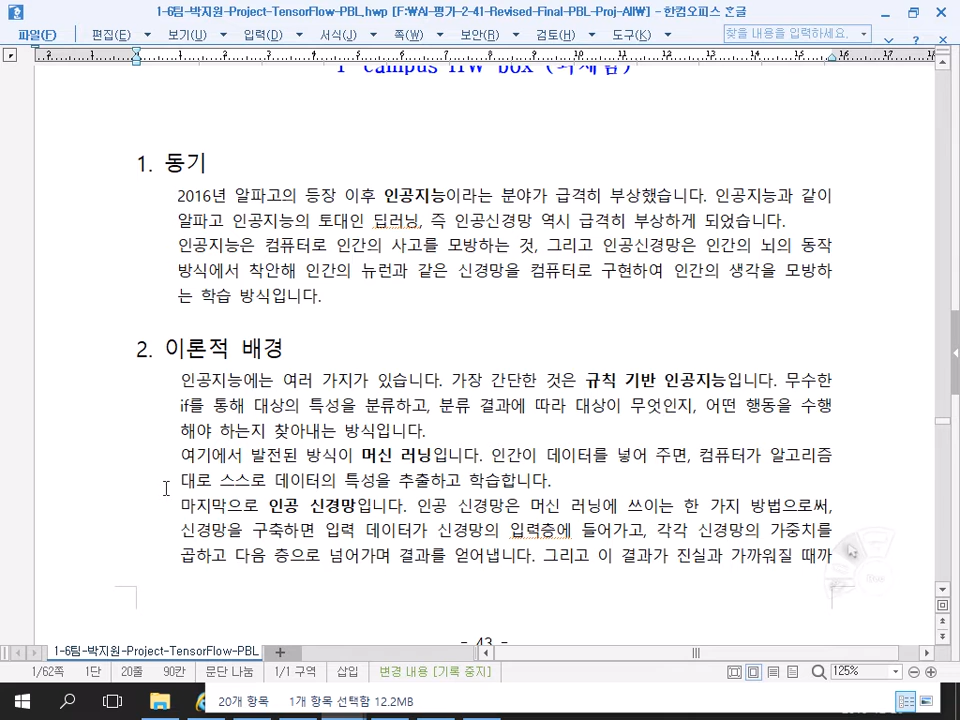 1-6팀-박지원-Project-TensorFlow-PBL.hwp [F:₩AI-평가-2-41-Revised-Final-PBL-Proj-All₩] - 한컴오피스 한글
파일(F) 편집(E) 보기(U) 입력(D) 서식(J) 쪽(W) 보안(R) 검토(H) 도구(K) 찾을 내용을 입력하세요.
1. 동기
2016년 알파고의 등장 이후 인공지능이라는 분야가 급격히 부상했습니다. 인공지능과 같이
알파고 인공지능의 토대인 딥러닝, 즉 인공신경망 역시 급격히 부상하게 되었습니다.
인공지능은 컴퓨터로 인간의 사고를 모방하는 것, 그리고 인공신경망은 인간의 뇌의 동작
방식에서 착안해 인간의 뉴런과 같은 신경망을 컴퓨터로 구현하여 인간의 생각을 모방하
는 학습 방식입니다.
2. 이론적 배경
인공지능에는 여러 가지가 있습니다. 가장 간단한 것은 규칙 기반 인공지능입니다. 무수한
if를 통해 대상의 특성을 분류하고, 분류 결과에 따라 대상이 무엇인지, 어떤 행동을 수행
해야 하는지 찾아내는 방식입니다.
여기에서 발전된 방식이 머신 러닝입니다. 인간이 데이터를 넣어 주면, 컴퓨터가 알고리즘
대로 스스로 데이터의 특성을 추출하고 학습합니다.
마지막으로 인공 신경망입니다. 인공 신경망은 머신 러닝에 쓰이는 한 가지 방법으로써,
신경망을 구축하면 입력 데이터가 신경망의 입력층에 들어가고, 각각 신경망의 가중치를
곱하고 다음 층으로 넘어가며 결과를 얻어냅니다. 그리고 이 결과가 진실과 가까워질 때까
- 43 -
1-6팀-박지원-Project-TensorFlow-PBL
1/62쪽 1단 20줄 90칸 문단 나눔 1/1 구역 삽입 변경 내용 [기록 중지] 125%
20개 항목 1개 항목 선택함 12.2MB